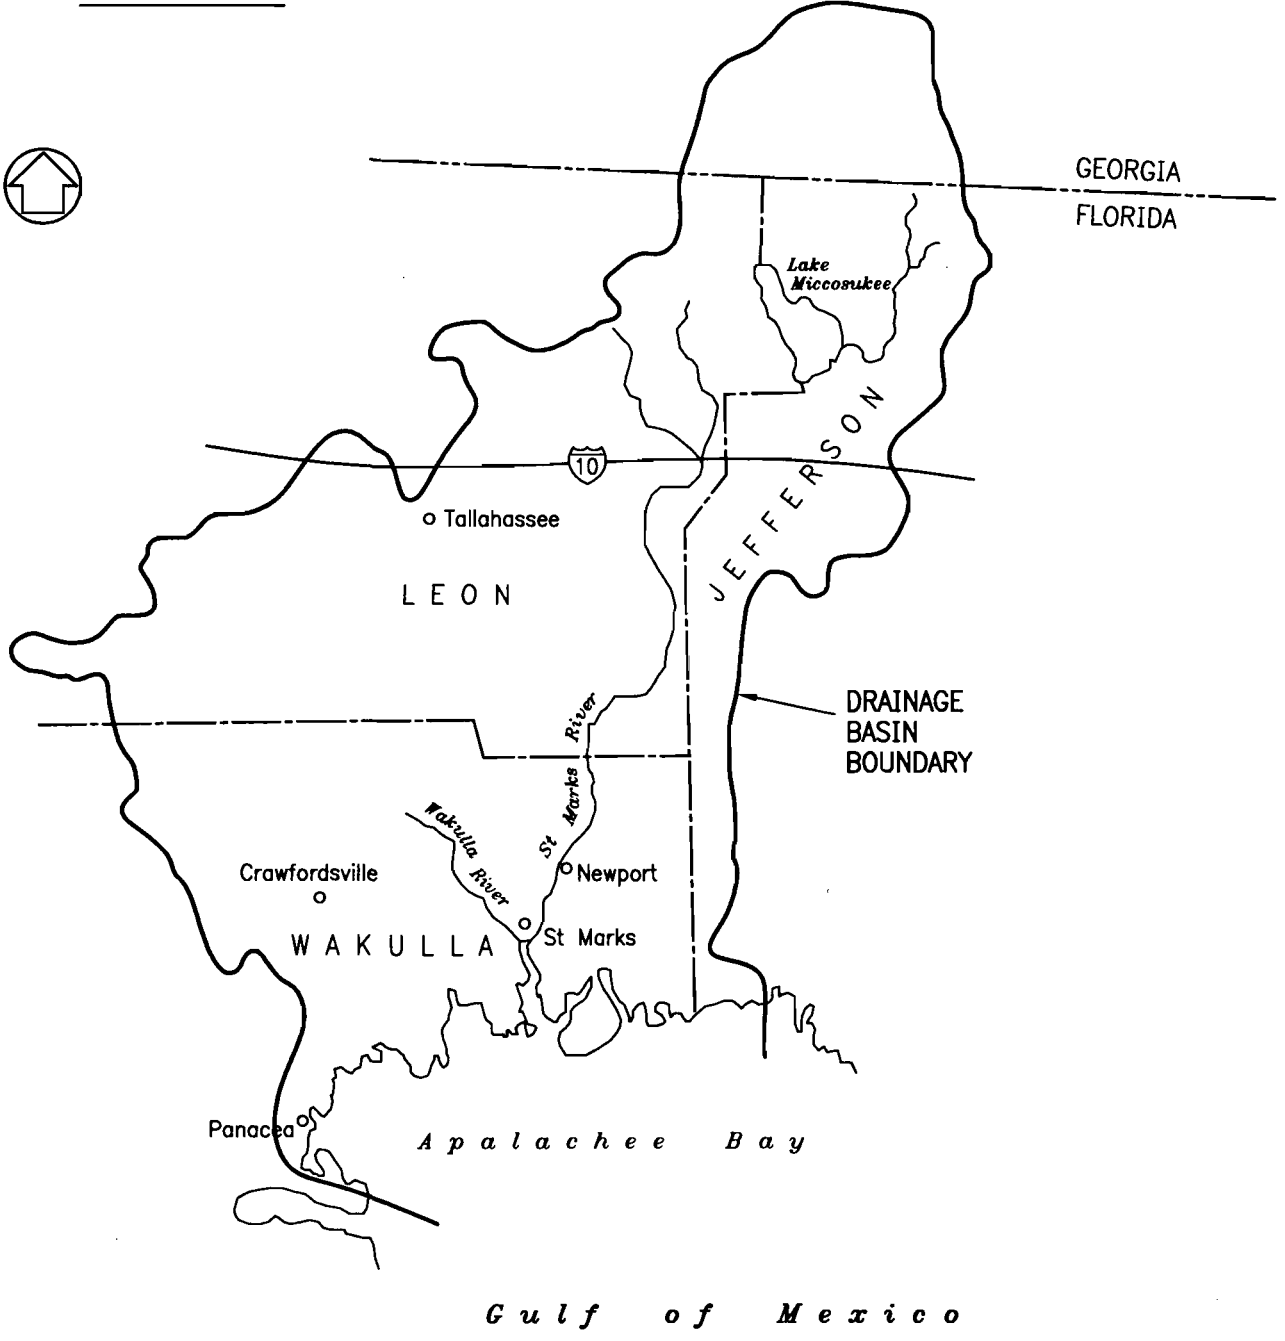 GEORGIA
FLORIDA
Lake
Miccosukee
JEFFERSON
10
Tallahassee
LEON
DRAINAGE
BASIN
BOUNDARY
St Marks River
Wakulla River
Crawfordsville
Newport
WAKULLA
St Marks
Panacea
Apalachee Bay
Gulf of Mexico